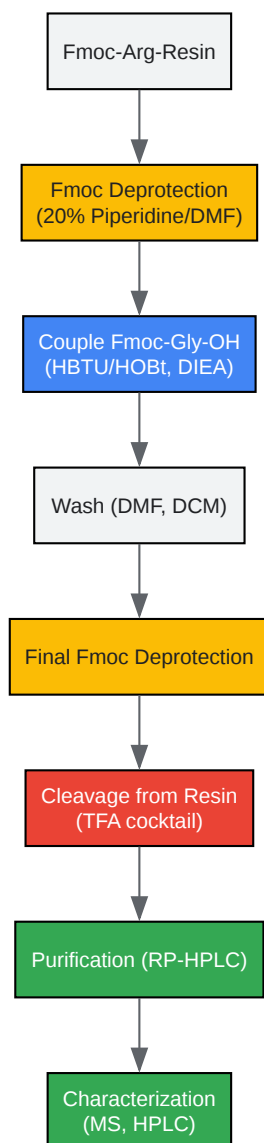 Fmoc-Arg-Resin
Fmoc Deprotection
(20% Piperidine/DMF)
Couple Fmoc-Gly-OH
(HBTU/HOBt, DIEA)
Wash (DMF, DCM)
Final Fmoc Deprotection
Cleavage from Resin
(TFA cocktail)
Purification (RP-HPLC)
Characterization
(MS, HPLC)